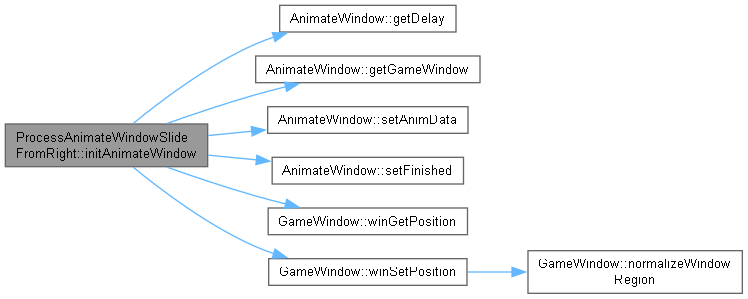 AnimateWindow::getDelay
AnimateWindow::getGameWindow
ProcessAnimateWindowSlide
FromRight::initAnimateWindow
AnimateWindow::setAnimData
AnimateWindow::setFinished
GameWindow::winGetPosition
GameWindow::winSetPosition
GameWindow::normalizeWindow
Region